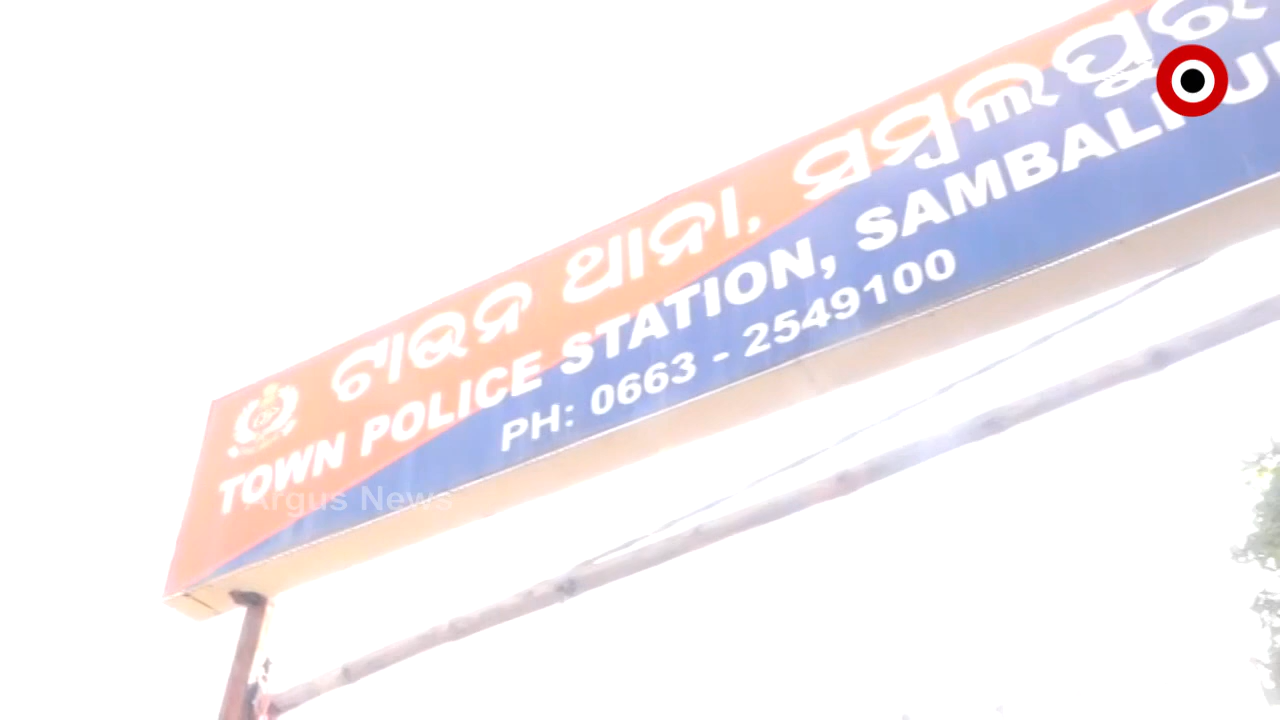 ଟାଉନ ଥାନା, ସମ୍ବଲପୁର
TOWN POLICE STATION, SAMBALPUR
PH: 0663 - 2549100
Argus News